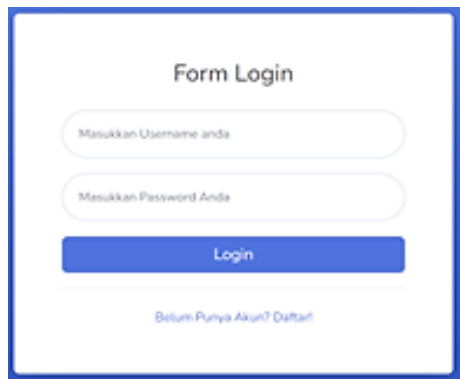 Form Login
Masukkan Username anda
Masukkan Password Anda
Login
Belum Punya Akun? Daftar!